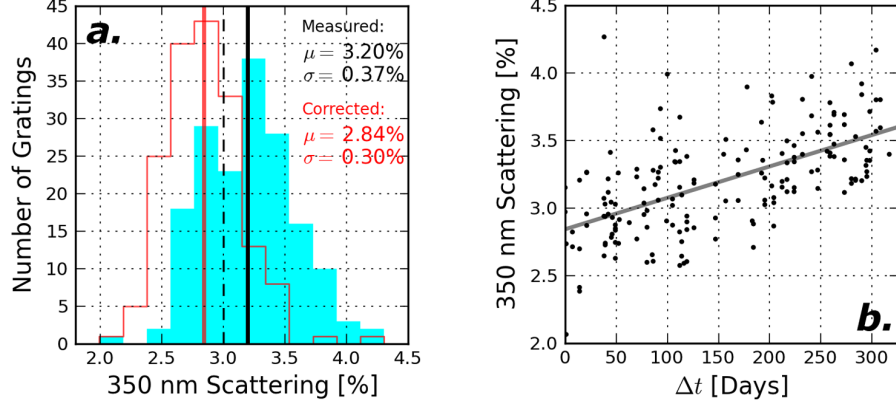 a.
Measured:
μ = 3.20%
σ = 0.37%
Corrected:
μ = 2.84%
σ = 0.30%
45
40
35
30
25
20
15
10
5
0
Number of Gratings
2.0 2.5 3.0 3.5 4.0 4.5
350 nm Scattering [%]
b.
4.5
4.0
3.5
3.0
2.5
2.0
350 nm Scattering [%]
0 50 100 150 200 250 300
Δt [Days]